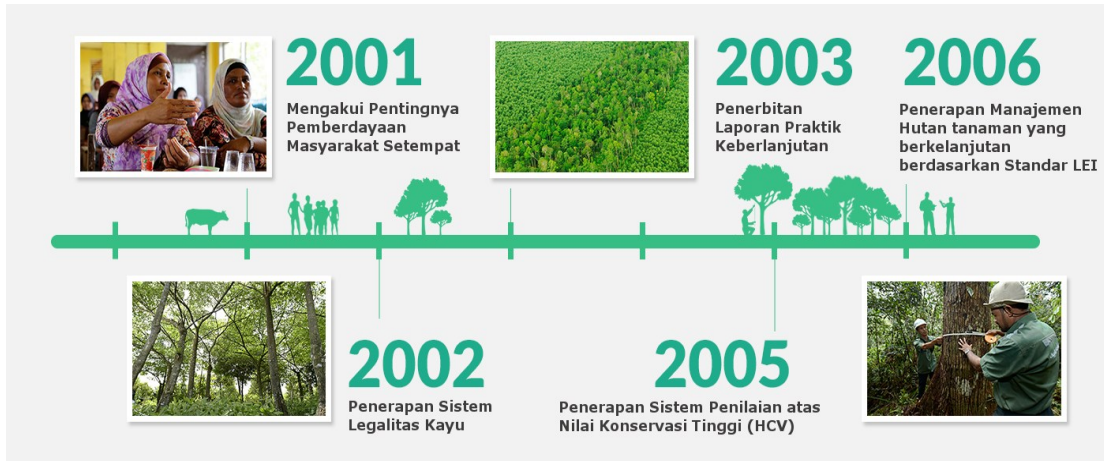 2001
Mengakui Pentingnya
Pemberdayaan
Masyarakat Setempat
2002
Penerapan Sistem
Legalitas Kayu
2003
Penerbitan
Laporan Praktik
Keberlanjutan
2005
Penerapan Sistem Penilaian atas
Nilai Konservasi Tinggi (HCV)
2006
Penerapan Manajemen
Hutan tanaman yang
berkelanjutan
berdasarkan Standar LEI